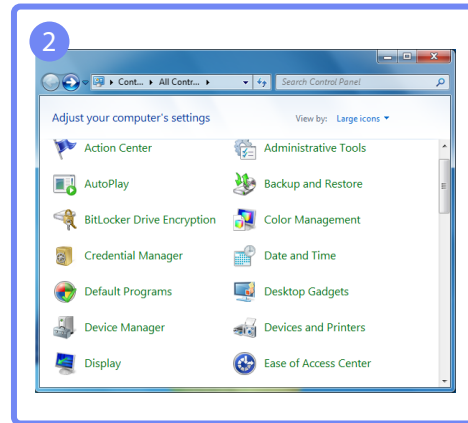 2
Cont... All Contr...
Search Control Panel
Adjust your computer's settings
View by: Large icons
Action Center
Administrative Tools
AutoPlay
Backup and Restore
BitLocker Drive Encryption
Color Management
Credential Manager
Date and Time
Default Programs
Desktop Gadgets
Device Manager
Devices and Printers
Display
Ease of Access Center